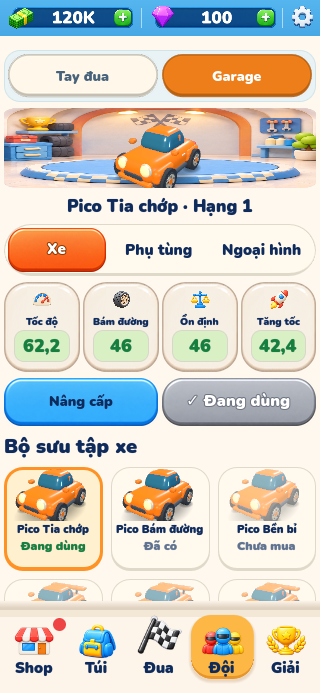 120K
100
Tay đua
Garage
Pico Tia chớp · Hạng 1
Xe
Phụ tùng
Ngoại hình
Tốc độ
Bám đường
Ổn định
Tăng tốc
62,2
46
46
42,4
Nâng cấp
✓ Đang dùng
Bộ sưu tập xe
Pico Tia chớp
Pico Bám đường
Pico Bền bỉ
Đang dùng
Đã có
Chưa mua
Shop
Túi
Đua
Đội
Giải